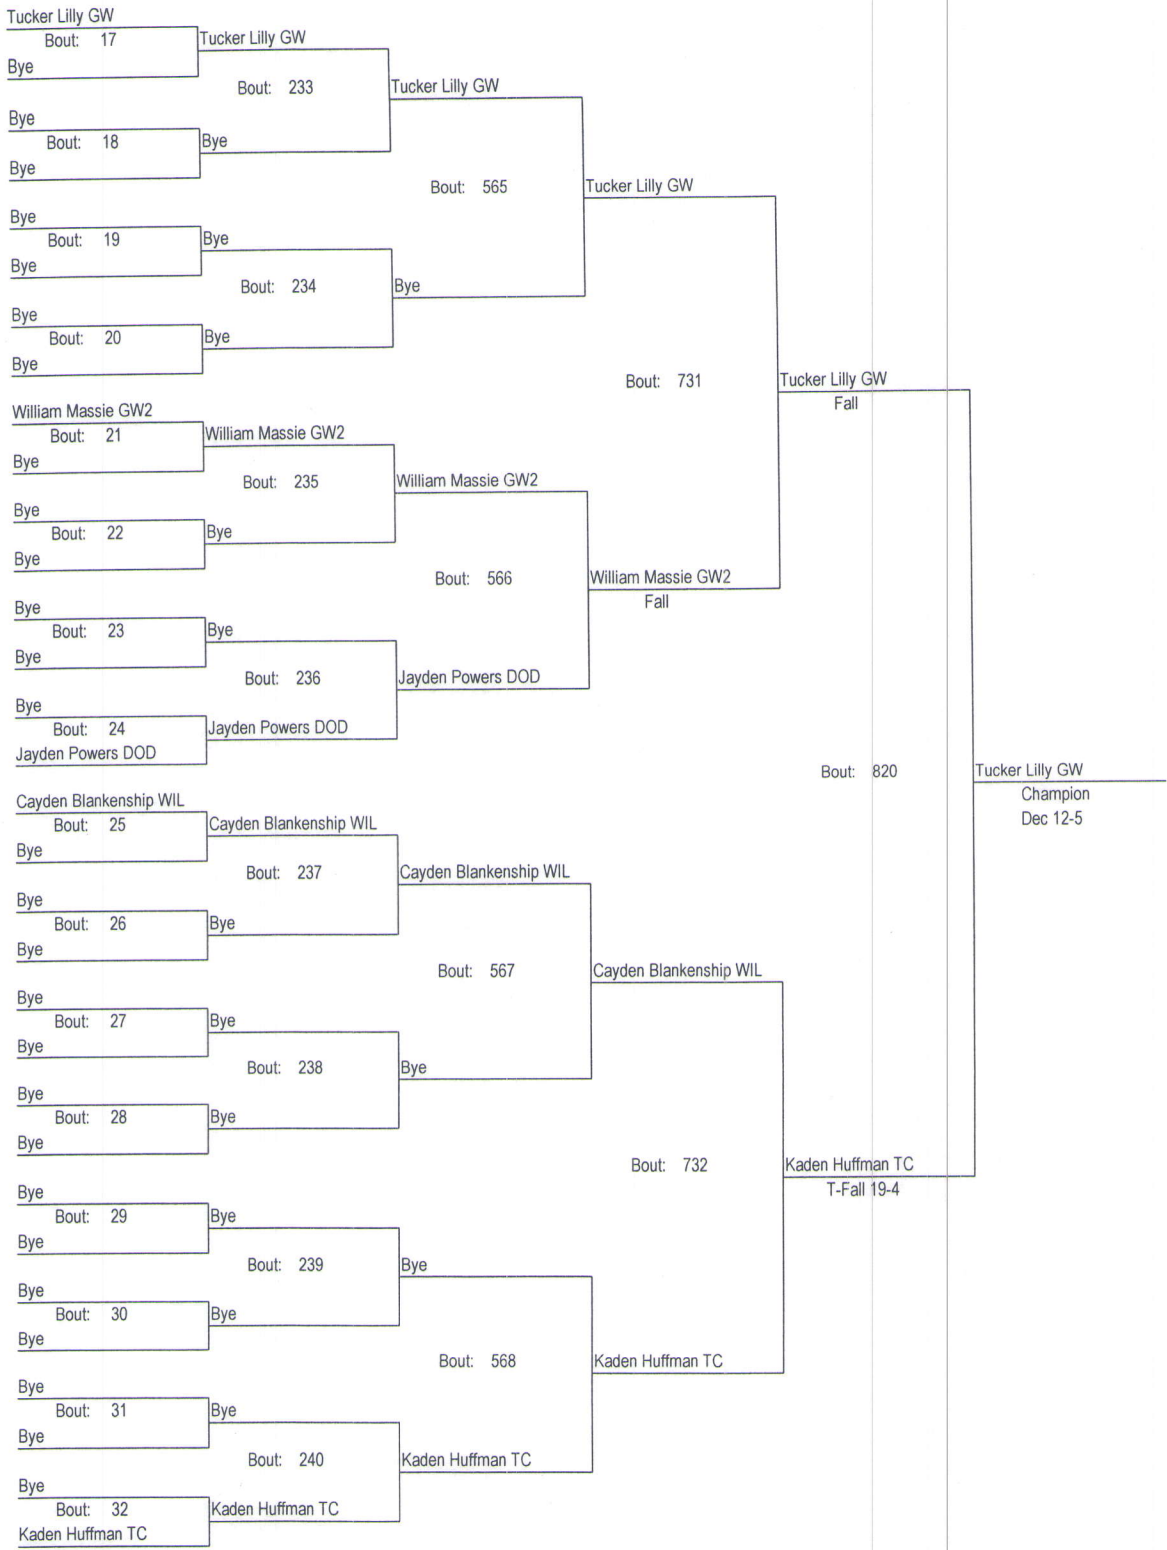 Tucker Lilly GW
Bout: 17
Tucker Lilly GW
Bye
Bout: 233
Tucker Lilly GW
Bye
Bout: 18
Bye
Bye
Bout: 565
Tucker Lilly GW
Bye
Bout: 19
Bye
Bye
Bout: 234
Bye
Bye
Bout: 20
Bye
Bye
Bout: 731
Tucker Lilly GW
Fall
William Massie GW2
Bout: 21
William Massie GW2
Bye
Bout: 235
William Massie GW2
Bye
Bout: 22
Bye
Bye
Bout: 566
William Massie GW2
Fall
Bye
Bout: 23
Bye
Bye
Bout: 236
Jayden Powers DOD
Bye
Bout: 24
Jayden Powers DOD
Jayden Powers DOD
Bout: 820
Tucker Lilly GW
Champion
Dec 12-5
Cayden Blankenship WIL
Bout: 25
Cayden Blankenship WIL
Bye
Bout: 237
Cayden Blankenship WIL
Bye
Bout: 26
Bye
Bye
Bout: 567
Cayden Blankenship WIL
Bye
Bout: 27
Bye
Bye
Bout: 238
Bye
Bye
Bout: 28
Bye
Bye
Bout: 732
Kaden Huffman TC
T-Fall 19-4
Bye
Bout: 29
Bye
Bye
Bout: 239
Bye
Bye
Bout: 30
Bye
Bye
Bout: 568
Kaden Huffman TC
Bye
Bout: 31
Bye
Bye
Bout: 240
Kaden Huffman TC
Bye
Bout: 32
Kaden Huffman TC
Kaden Huffman TC